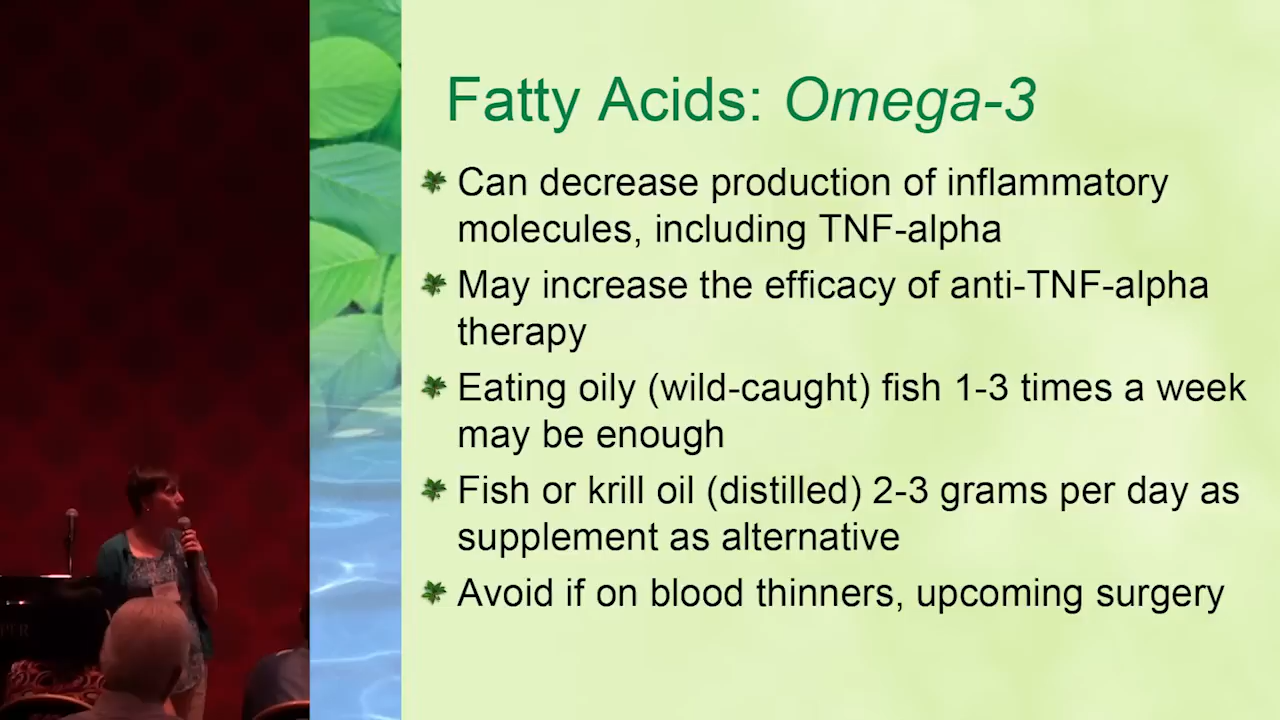 Fatty Acids: Omega-3
Can decrease production of inflammatory
molecules, including TNF-alpha
May increase the efficacy of anti-TNF-alpha
therapy
Eating oily (wild-caught) fish 1-3 times a week
may be enough
Fish or krill oil (distilled) 2-3 grams per day as
supplement as alternative
Avoid if on blood thinners, upcoming surgery